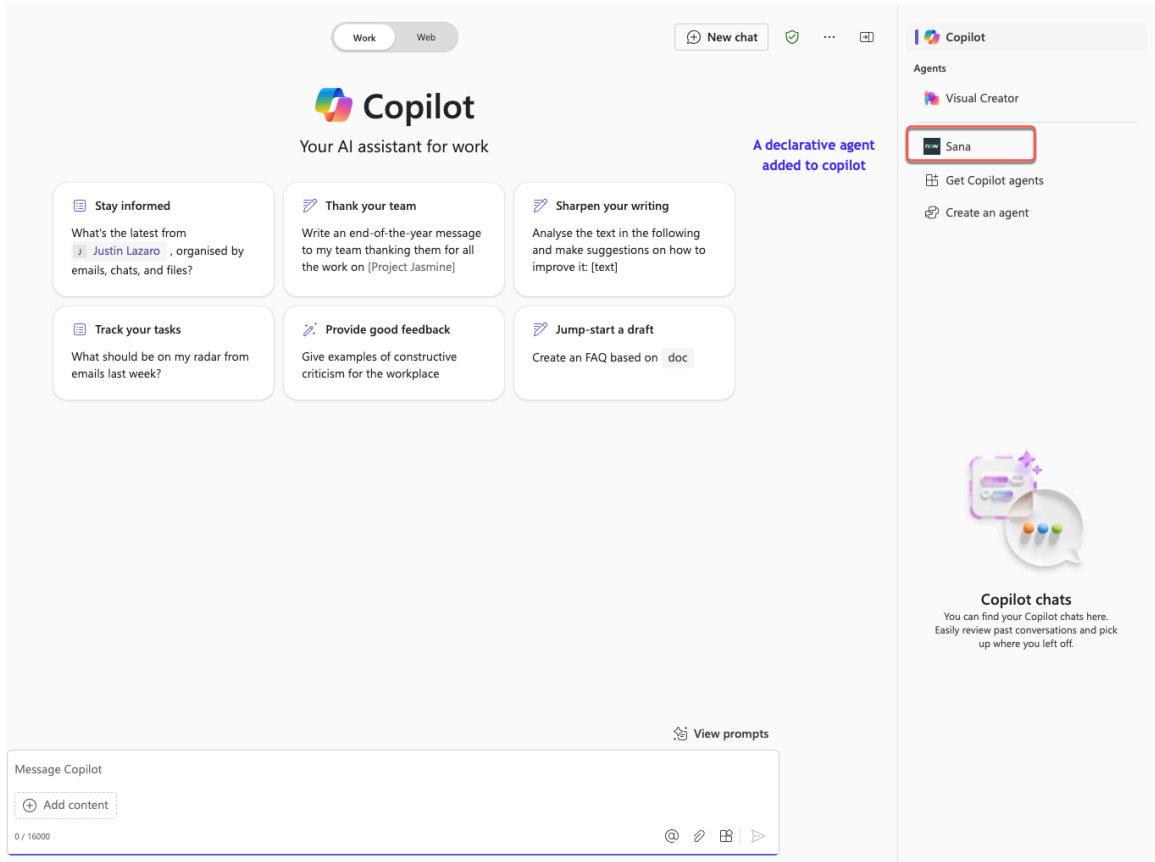 Work
Web
New chat
Copilot
Your AI assistant for work
A declarative agent
added to copilot
Stay informed
What's the latest from
J Justin Lazaro , organised by
emails, chats, and files?
Thank your team
Write an end-of-the-year message
to my team thanking them for all
the work on [Project Jasmine]
Sharpen your writing
Analyse the text in the following
and make suggestions on how to
improve it: [text]
Track your tasks
What should be on my radar from
emails last week?
Provide good feedback
Give examples of constructive
criticism for the workplace
Jump-start a draft
Create an FAQ based on doc
View prompts
Message Copilot
Add content
0 / 16000
Copilot
Agents
Visual Creator
now Sana
Get Copilot agents
Create an agent
Copilot chats
You can find your Copilot chats here.
Easily review past conversations and pick
up where you left off.